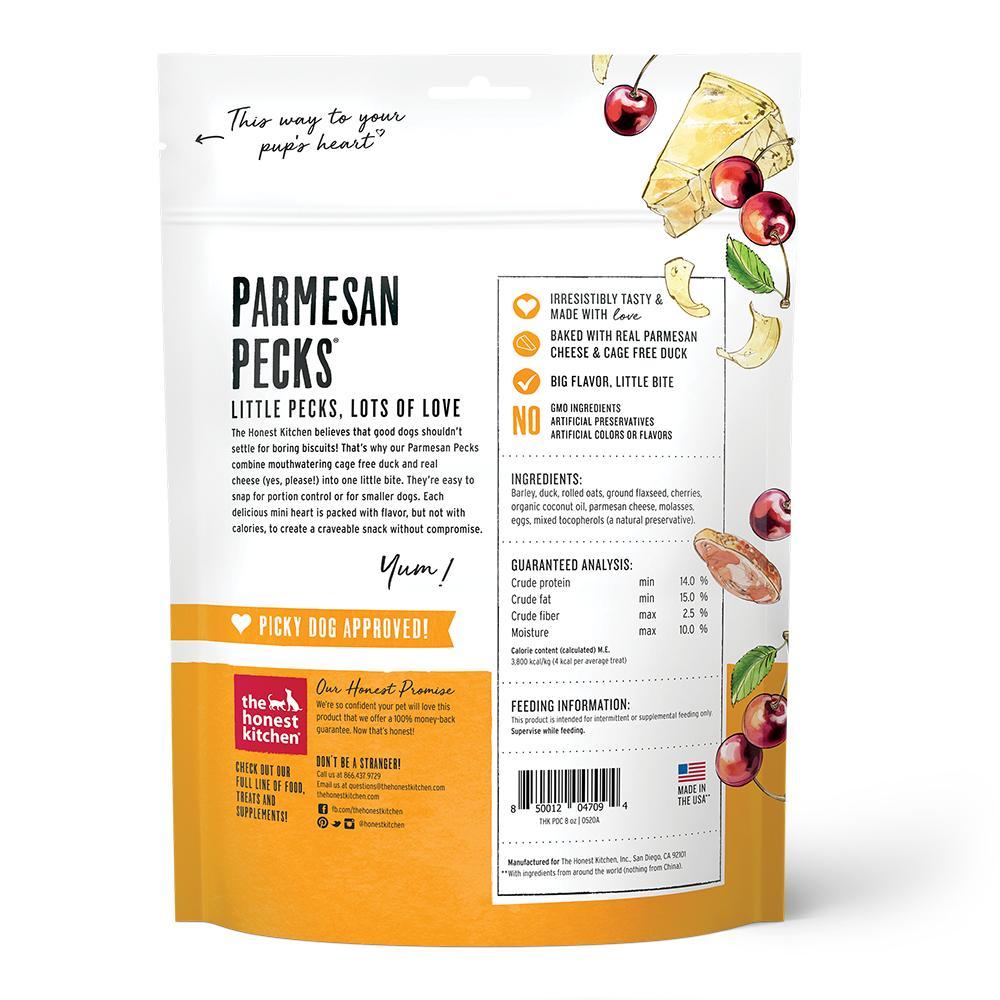 This way to your
pup's heart
PARMESAN
PECKS®
LITTLE PECKS, LOTS OF LOVE
The Honest Kitchen believes that good dogs shouldn't
settle for boring biscuits! That's why our Parmesan Pecks
combine mouthwatering cage free duck and real
cheese (yes, please!) into one little bite. They're easy to
snap for portion control or for smaller dogs. Each
delicious mini heart is packed with flavor, but not with
calories, to create a craveable snack without compromise.
Yum!
PICKY DOG APPROVED!
the
honest
kitchen®
CHECK OUT OUR
FULL LINE OF FOOD,
TREATS AND
SUPPLEMENTS!
Our Honest Promise
We're so confident your pet will love this
product that we offer a 100% money-back
guarantee. Now that's honest!
DON'T BE A STRANGER!
Call us at 866.437.9729
Email us at questions@thehonestkitchen.com
thehonestkitchen.com
fb.com/thehonestkitchen
@honestkitchen
IRRESISTIBLY TASTY &
MADE WITH love
BAKED WITH REAL PARMESAN
CHEESE & CAGE FREE DUCK
BIG FLAVOR, LITTLE BITE
NO
GMO INGREDIENTS
ARTIFICIAL PRESERVATIVES
ARTIFICIAL COLORS OR FLAVORS
INGREDIENTS:
Barley, duck, rolled oats, ground flaxseed, cherries,
organic coconut oil, parmesan cheese, molasses,
eggs, mixed tocopherols (a natural preservative).
GUARANTEED ANALYSIS:
Crude protein min 14.0 %
Crude fat min 15.0 %
Crude fiber max 2.5 %
Moisture max 10.0 %
Calorie content (calculated) M.E.
3,800 kcal/kg (4 kcal per average treat)
FEEDING INFORMATION:
This product is intended for intermittent or supplemental feeding only.
Supervise while feeding.
8 50012 04709 4
THK PDC 8 oz | 0520A
MADE IN
THE USA**
Manufactured for The Honest Kitchen, Inc., San Diego, CA 92101
**With ingredients from around the world (nothing from China).